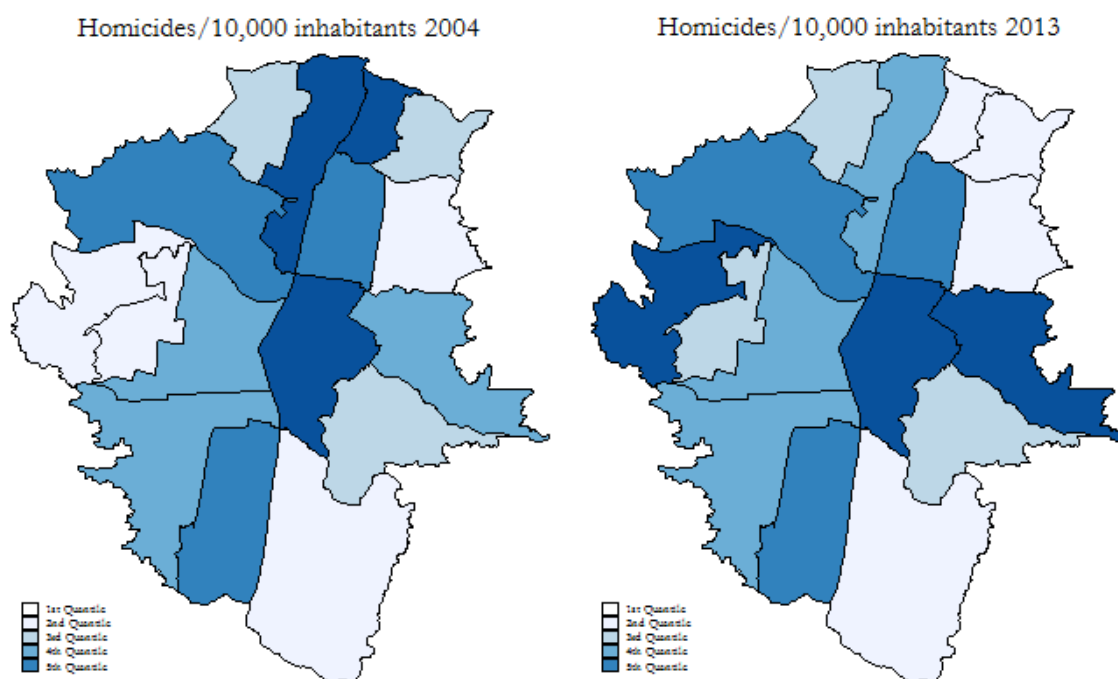 Homicides/10,000 inhabitants 2004
Homicides/10,000 inhabitants 2013
1st Quantile
2nd Quantile
3rd Quantile
4th Quantile
5th Quantile
1st Quantile
2nd Quantile
3rd Quantile
4th Quantile
5th Quantile